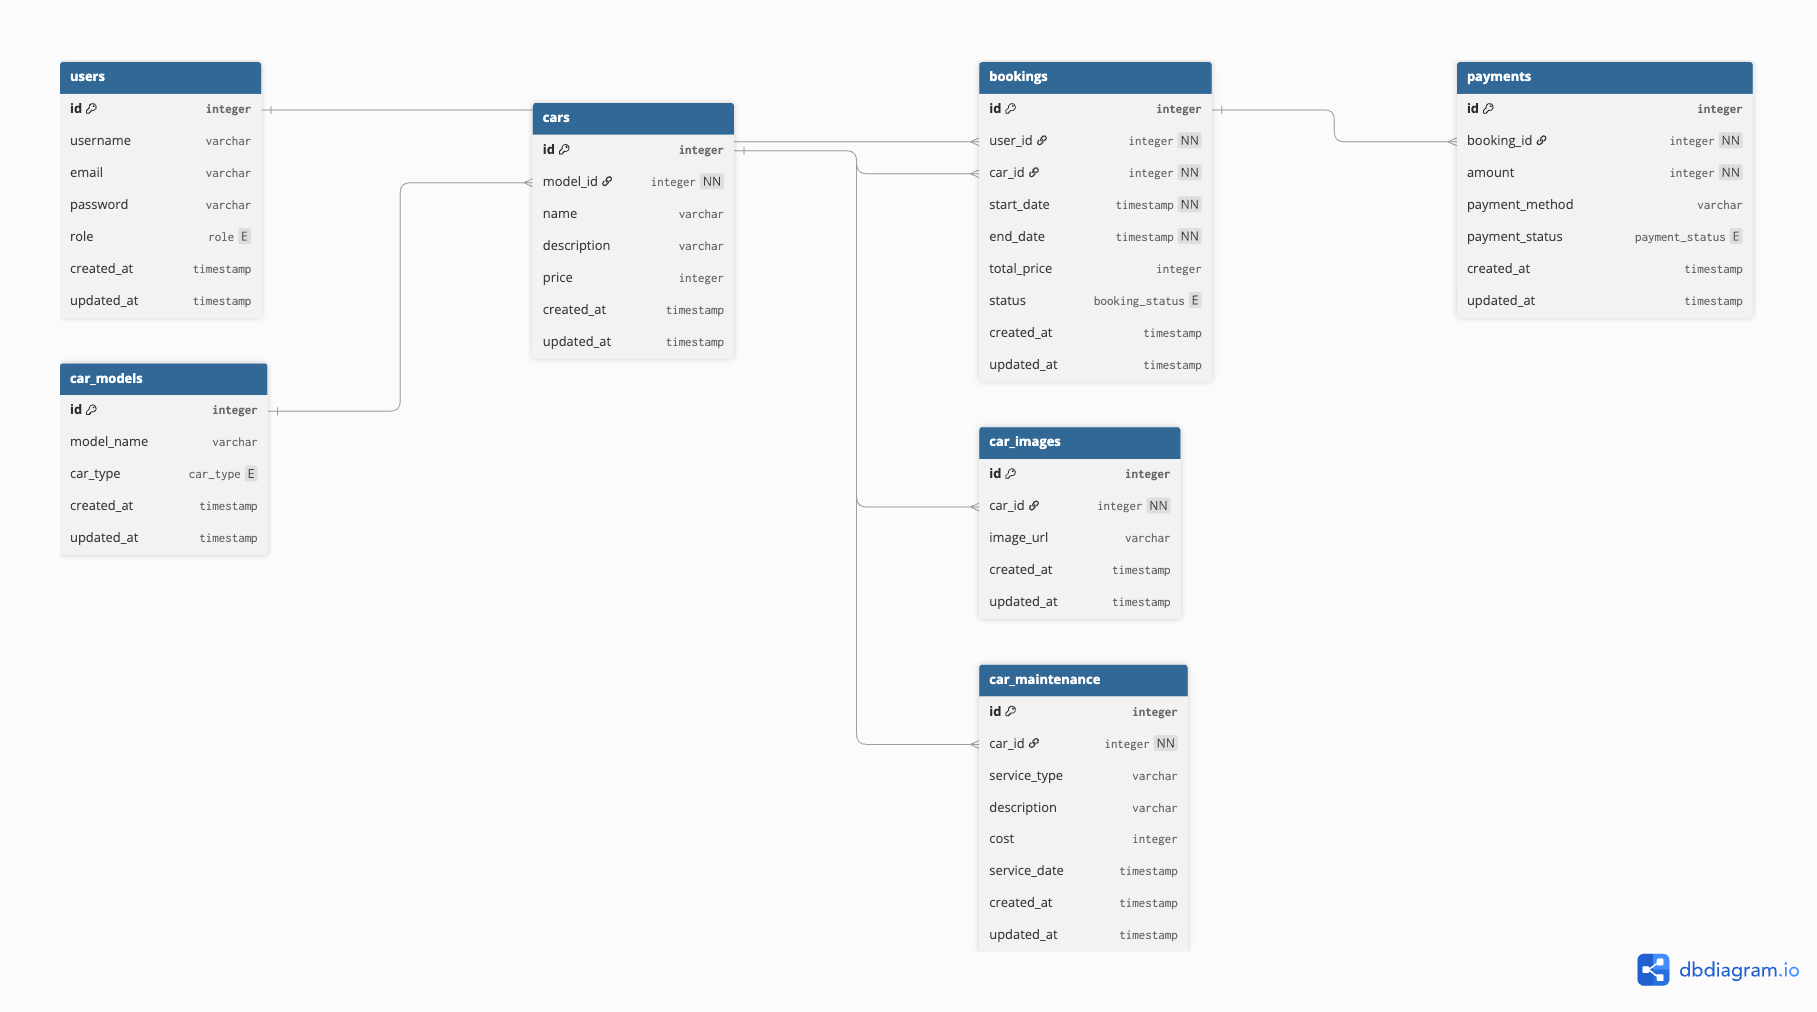 users
id integer
username varchar
email varchar
password varchar
role role E
created_at timestamp
updated_at timestamp
car_models
id integer
model_name varchar
car_type car_type E
created_at timestamp
updated_at timestamp
cars
id integer
model_id integer NN
name varchar
description varchar
price integer
created_at timestamp
updated_at timestamp
bookings
id integer
user_id integer NN
car_id integer NN
start_date timestamp NN
end_date timestamp NN
total_price integer
status booking_status E
created_at timestamp
updated_at timestamp
car_images
id integer
car_id integer NN
image_url varchar
created_at timestamp
updated_at timestamp
car_maintenance
id integer
car_id integer NN
service_type varchar
description varchar
cost integer
service_date timestamp
created_at timestamp
updated_at timestamp
payments
id integer
booking_id integer NN
amount integer NN
payment_method varchar
payment_status payment_status E
created_at timestamp
updated_at timestamp
dbdiagram.io